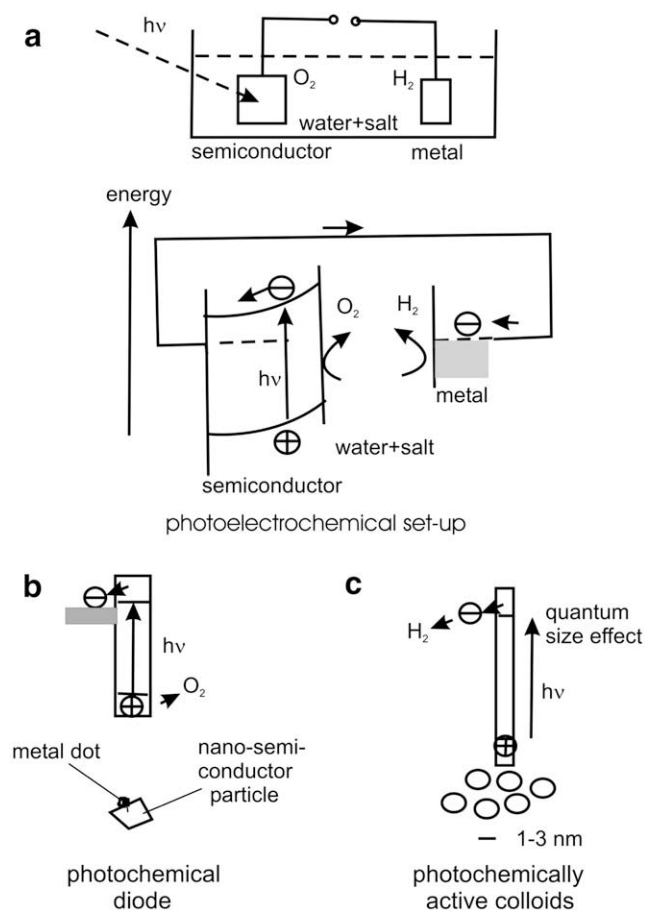 a
hν
O2
H2
water+salt
semiconductor
metal
energy
O2
H2
hν
metal
water+salt
semiconductor
photoelectrochemical set-up
b
hν
O2
metal dot
nano-semi-
conductor
particle
photochemical
diode
c
H2
quantum
size effect
hν
1-3 nm
photochemically
active colloids